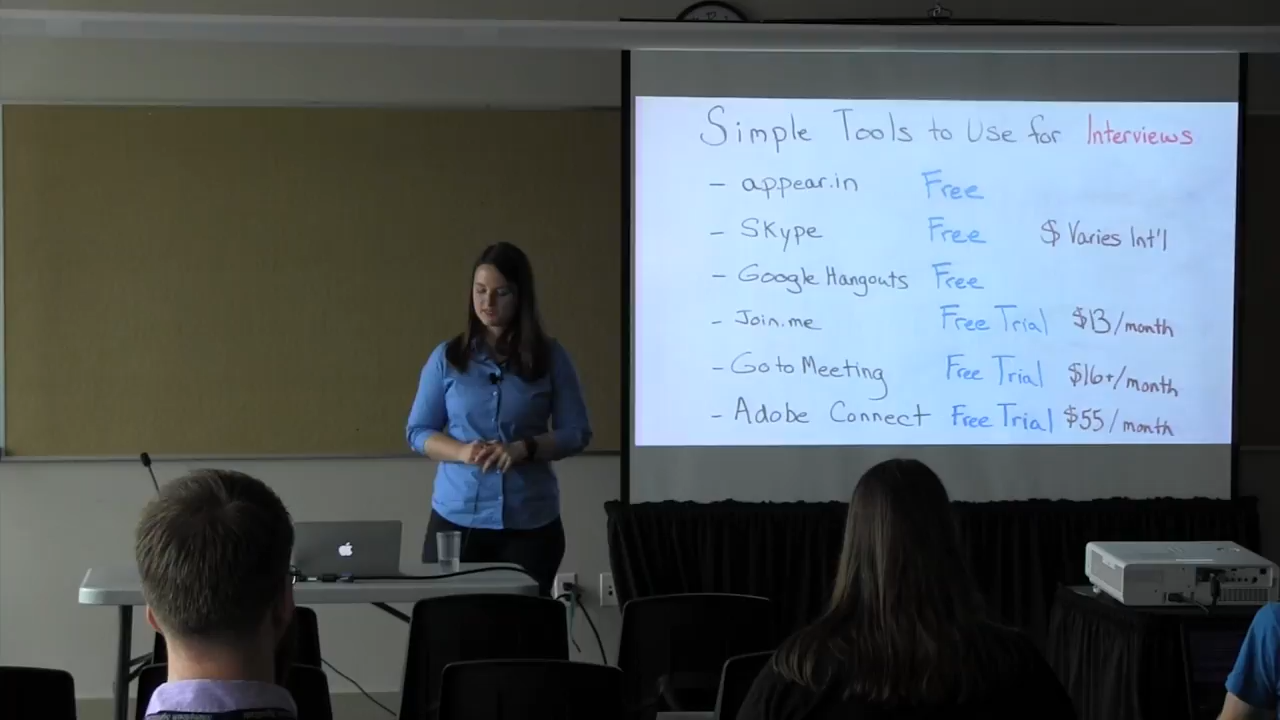 Simple Tools to Use for Interviews
- appear.in Free
- Skype Free $ Varies Int'l
- Google Hangouts Free
- Join.me Free Trial $13/month
- Go to Meeting Free Trial $16+/month
- Adobe Connect Free Trial $55/month